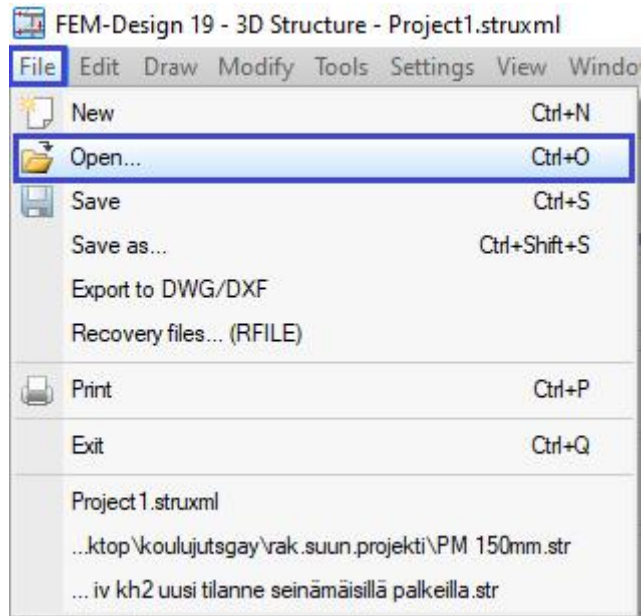 FEM-Design 19 - 3D Structure - Project1.struxml
File Edit Draw Modify Tools Settings View Windo
New Ctrl+N
Open... Ctrl+O
Save Ctrl+S
Save as... Ctrl+Shift+S
Export to DWG/DXF
Recovery files... (RFILE)
Print Ctrl+P
Exit Ctrl+Q
Project1.struxml
...ktop\koulujutsgay\rak.suun.projekti\PM 150mm.str
... iv kh2 uusi tilanne seinämäisillä palkeilla.str